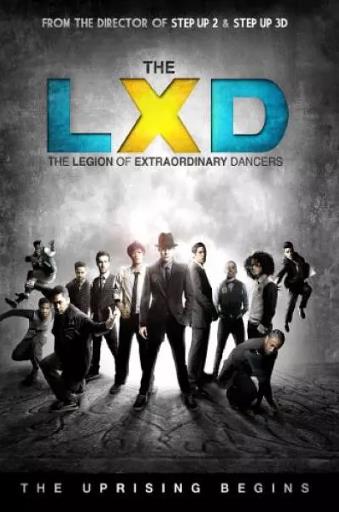 FROM THE DIRECTOR OF STEP UP 2 & STEP UP 3D
THE
LXD
THE LEGION OF EXTRAORDINARY DANCERS
THE UPRISING BEGINS